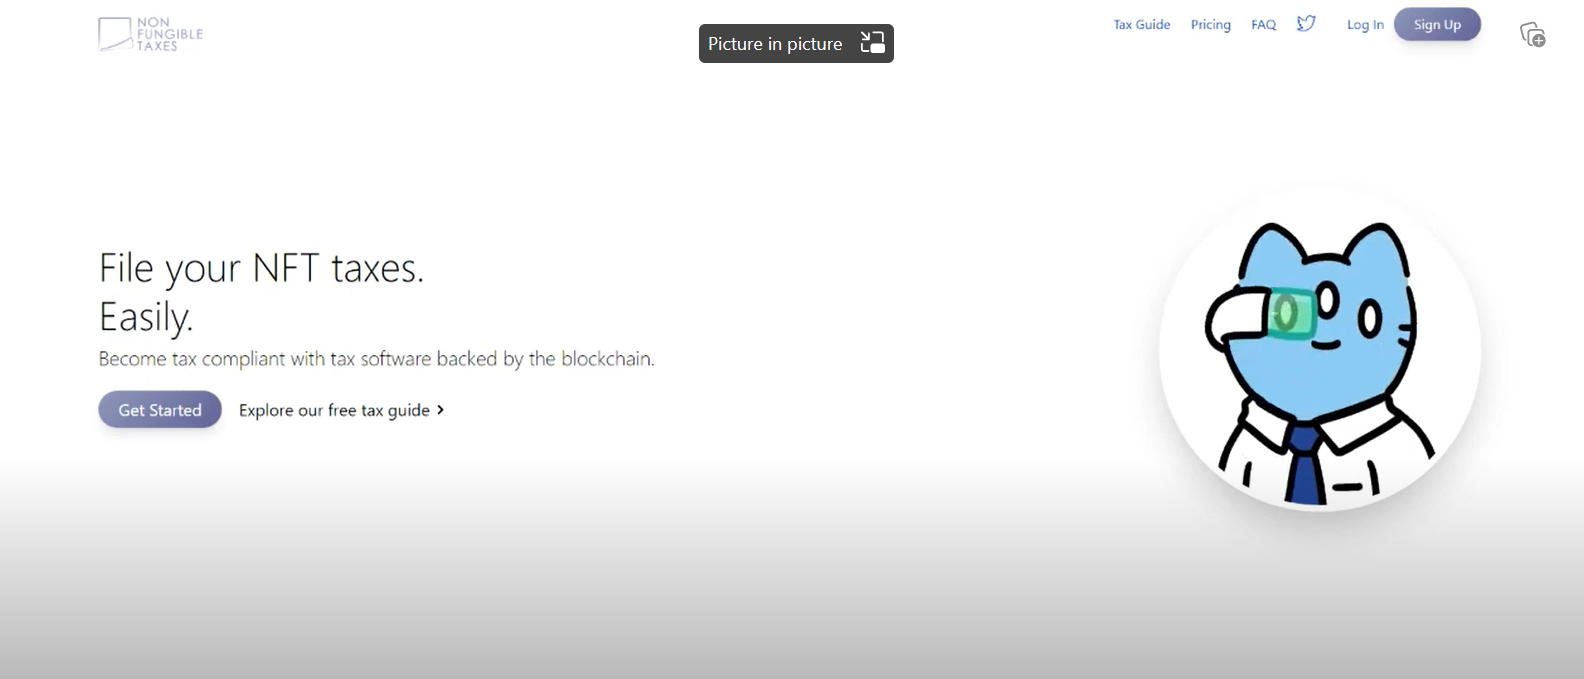 NON
FUNGIBLE
TAXES
Picture in picture
Tax Guide Pricing FAQ Log In Sign Up
File your NFT taxes.
Easily.
Become tax compliant with tax software backed by the blockchain.
Get Started Explore our free tax guide >